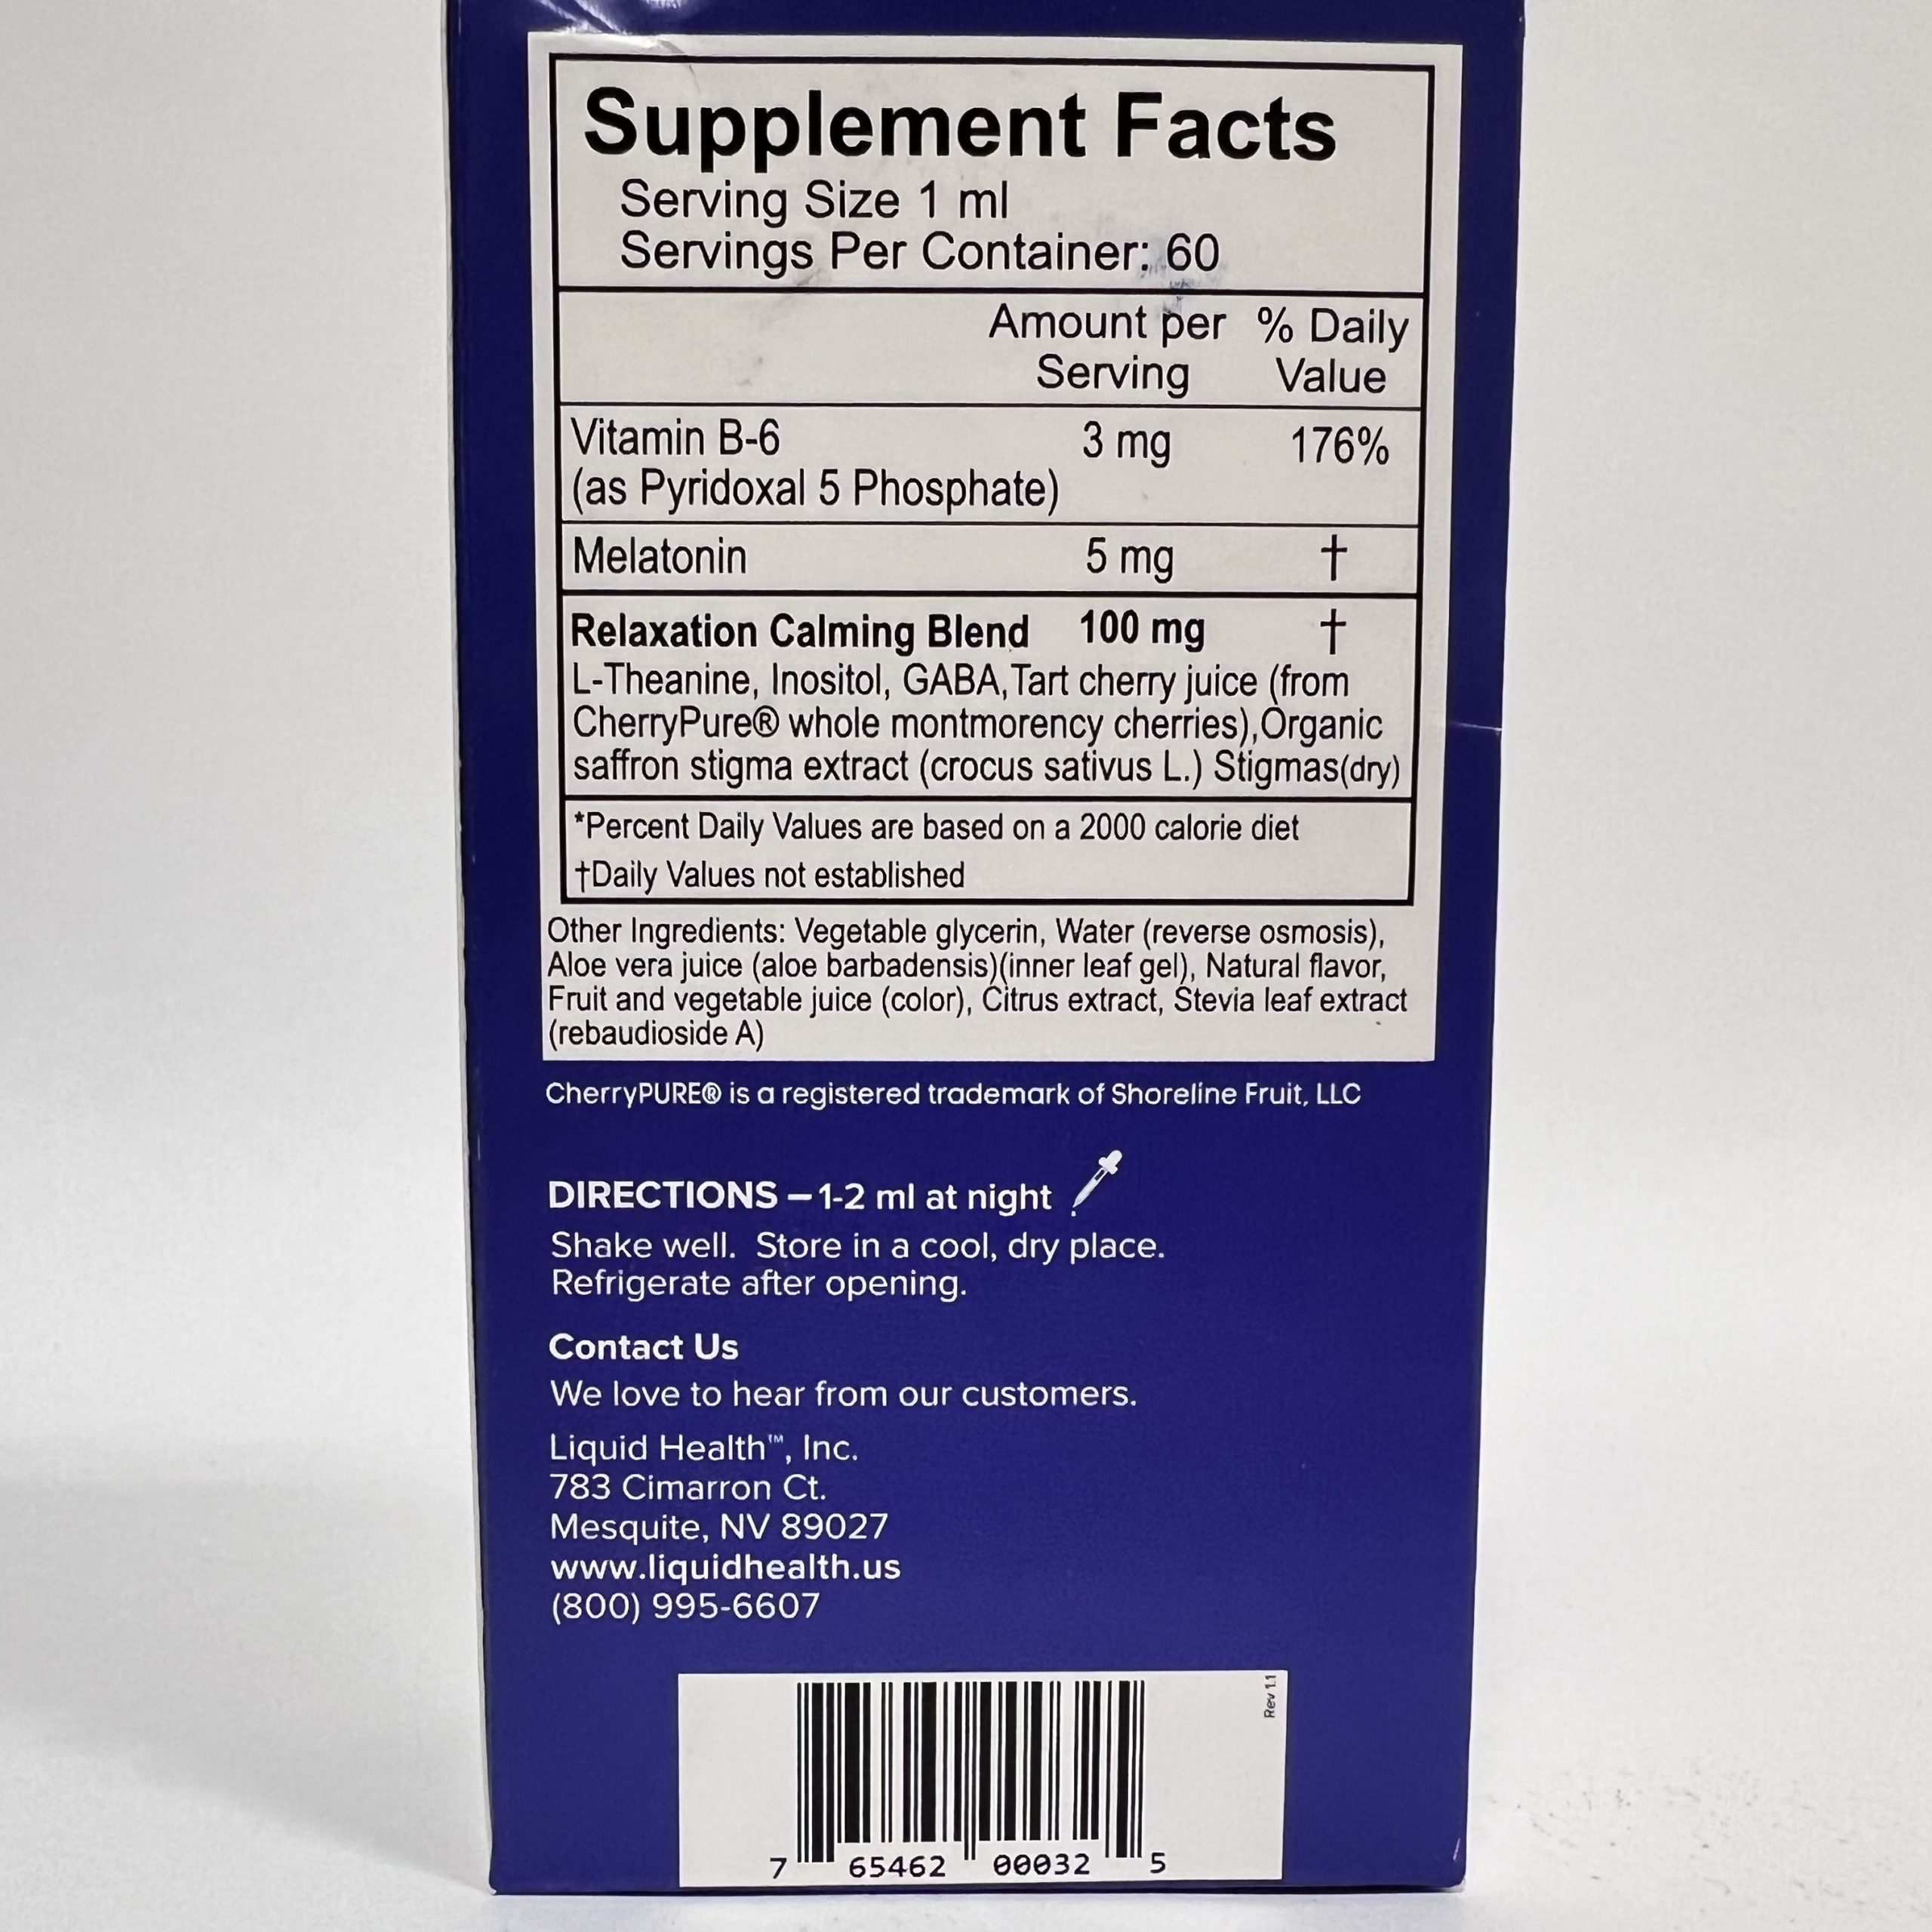 Supplement Facts
Serving Size 1 ml
Servings Per Container: 60
Amount per % Daily
Serving Value
Vitamin B-6 3 mg 176%
(as Pyridoxal 5 Phosphate)
Melatonin 5 mg †
Relaxation Calming Blend 100 mg †
L-Theanine, Inositol, GABA,Tart cherry juice (from
CherryPure® whole montmorency cherries),Organic
saffron stigma extract (crocus sativus L.) Stigmas(dry)
*Percent Daily Values are based on a 2000 calorie diet
†Daily Values not established
Other Ingredients: Vegetable glycerin, Water (reverse osmosis),
Aloe vera juice (aloe barbadensis)(inner leaf gel), Natural flavor,
Fruit and vegetable juice (color), Citrus extract, Stevia leaf extract
(rebaudioside A)
CherryPURE® is a registered trademark of Shoreline Fruit, LLC
DIRECTIONS – 1-2 ml at night
Shake well. Store in a cool, dry place.
Refrigerate after opening.
Contact Us
We love to hear from our customers.
Liquid Health™, Inc.
783 Cimarron Ct.
Mesquite, NV 89027
www.liquidhealth.us
(800) 995-6607
Rev 1.1
7 65462 00032 5